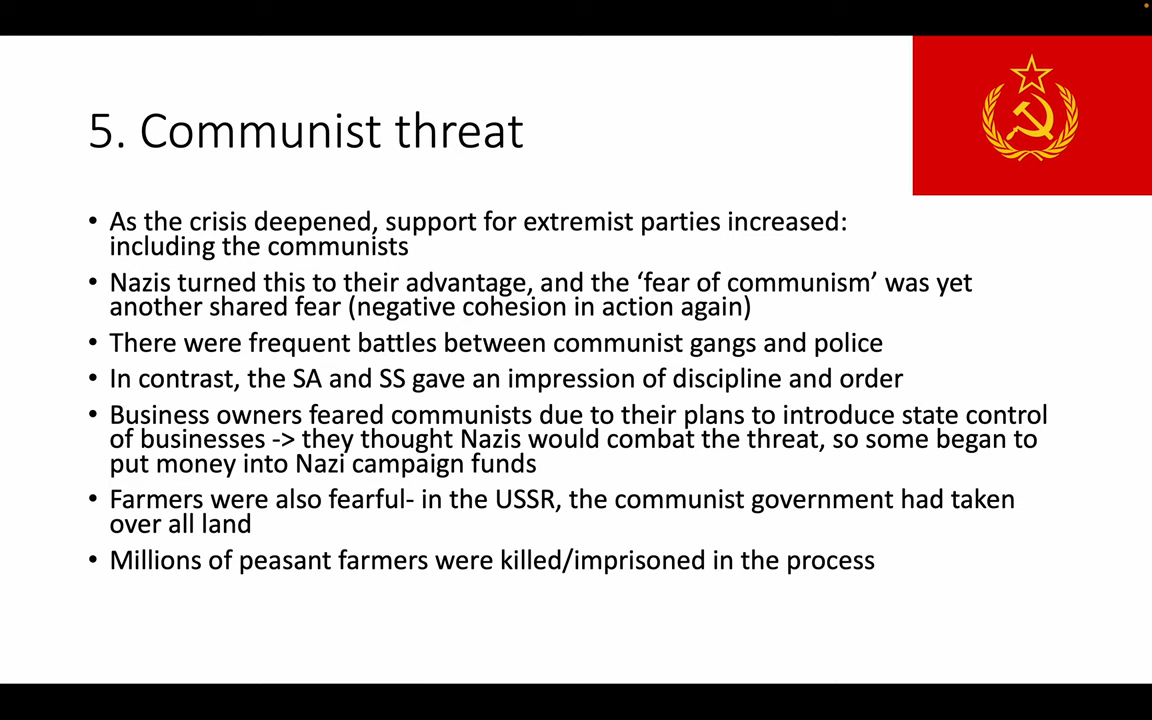 5. Communist threat
• As the crisis deepened, support for extremist parties increased:
including the communists
• Nazis turned this to their advantage, and the ‘fear of communism’ was yet
another shared fear (negative cohesion in action again)
• There were frequent battles between communist gangs and police
• In contrast, the SA and SS gave an impression of discipline and order
• Business owners feared communists due to their plans to introduce state control
of businesses -> they thought Nazis would combat the threat, so some began to
put money into Nazi campaign funds
• Farmers were also fearful- in the USSR, the communist government had taken
over all land
• Millions of peasant farmers were killed/imprisoned in the process